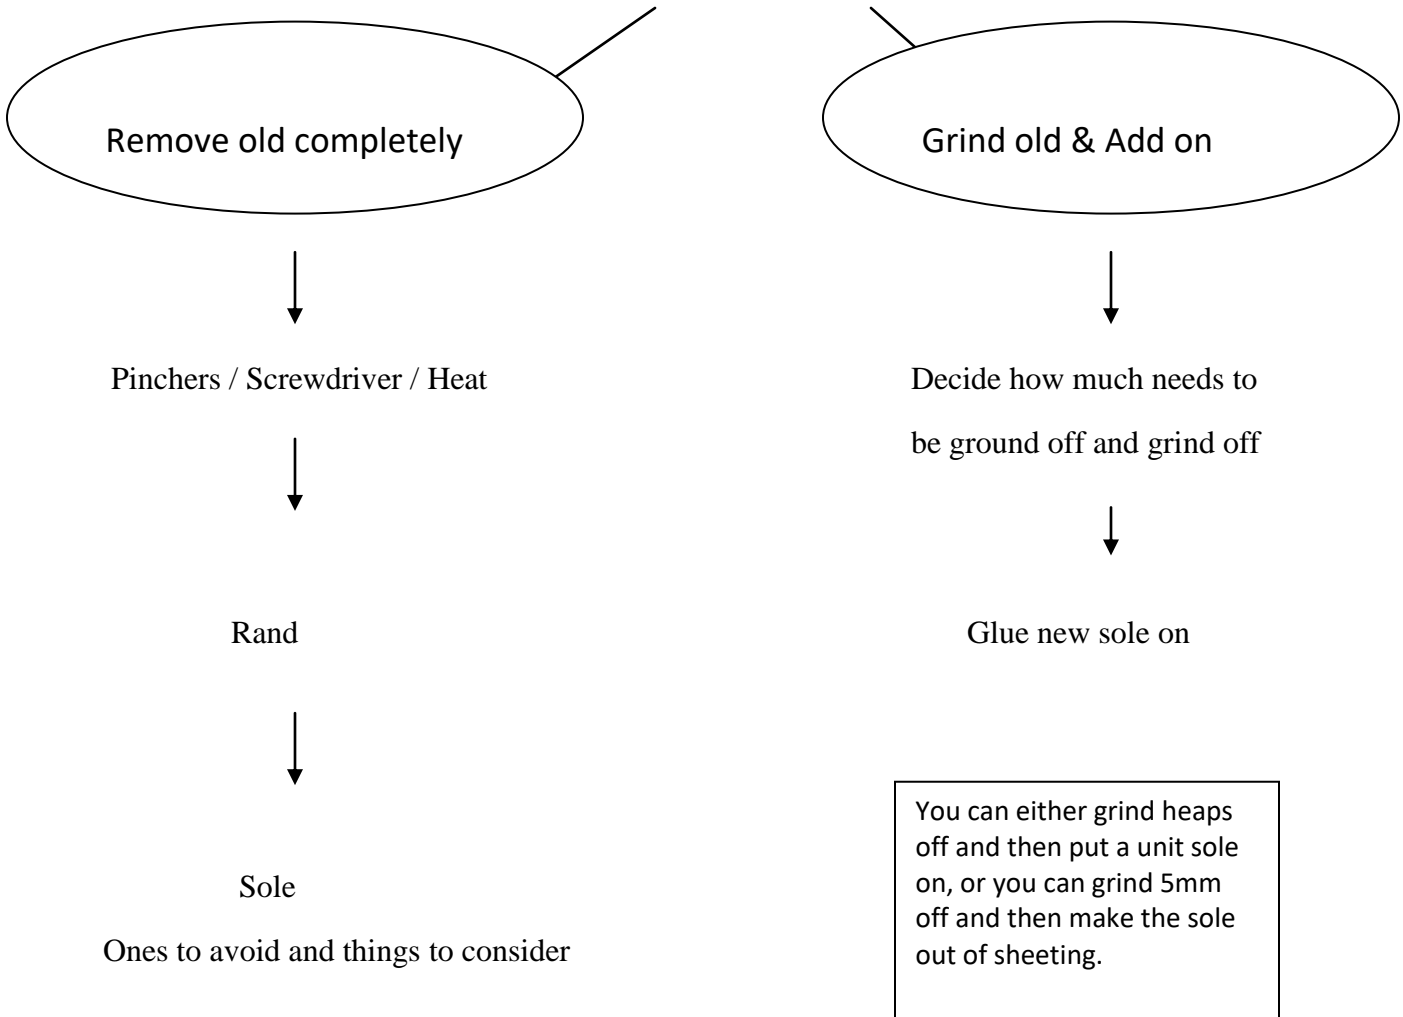 Remove old completely
Grind old & Add on
Pinchers / Screwdriver / Heat
Decide how much needs to
be ground off and grind off
Rand
Glue new sole on
Sole
Ones to avoid and things to consider
You can either grind heaps
off and then put a unit sole
on, or you can grind 5mm
off and then make the sole
out of sheeting.